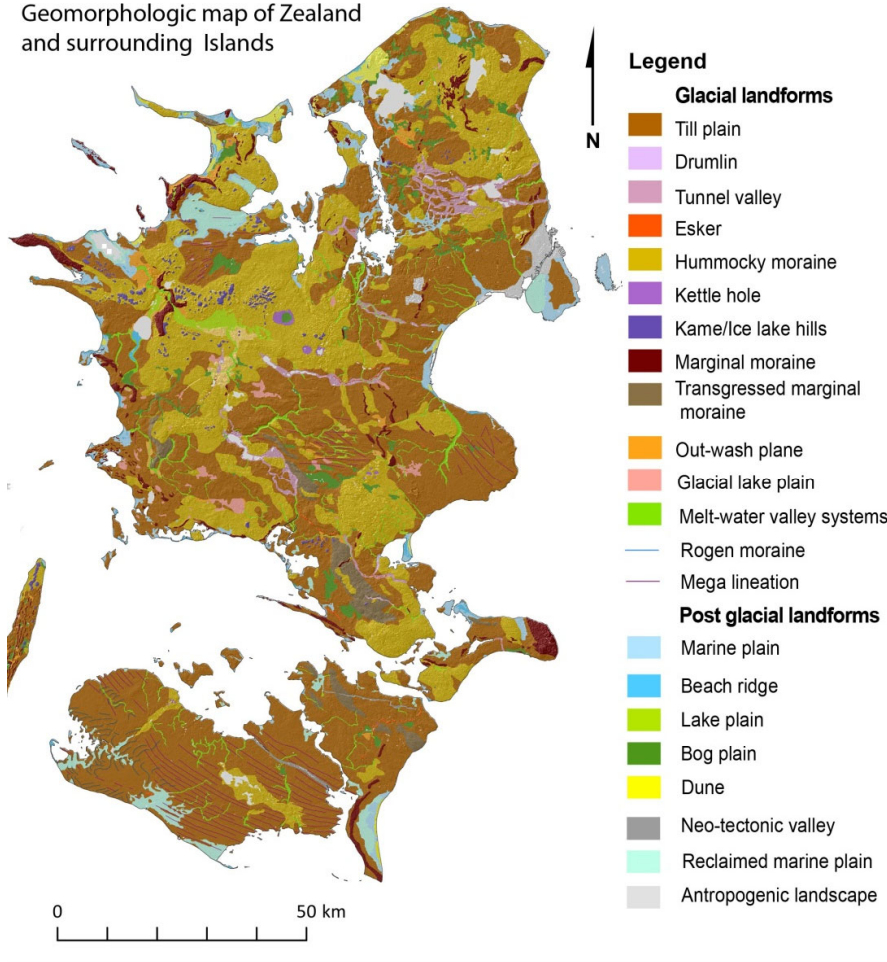 Geomorphologic map of Zealand
and surrounding Islands
N
Legend
Glacial landforms
Till plain
Drumlin
Tunnel valley
Esker
Hummocky moraine
Kettle hole
Kame/Ice lake hills
Marginal moraine
Transgressed marginal
moraine
Out-wash plane
Glacial lake plain
Melt-water valley systems
Rogen moraine
Mega lineation
Post glacial landforms
Marine plain
Beach ridge
Lake plain
Bog plain
Dune
Neo-tectonic valley
Reclaimed marine plain
Antropogenic landscape
0 50 km